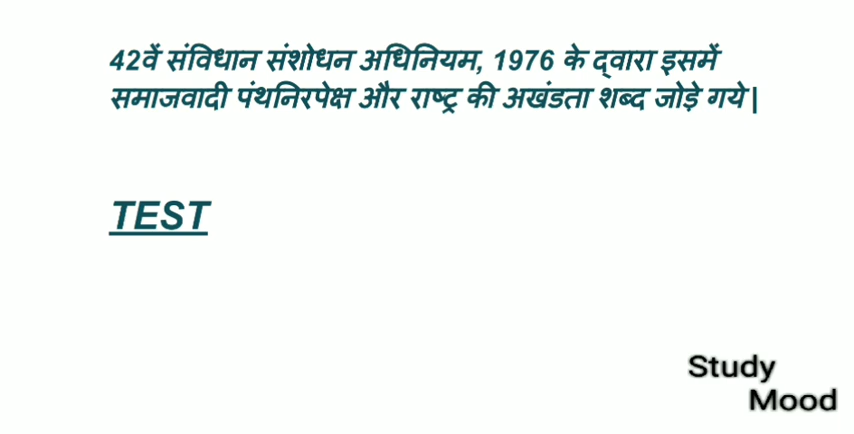 42वें संविधान संशोधन अधिनियम, 1976 के द्वारा इसमें
समाजवादी पंथनिरपेक्ष और राष्ट्र की अखंडता शब्द जोड़े गये|
TEST
Study
Mood